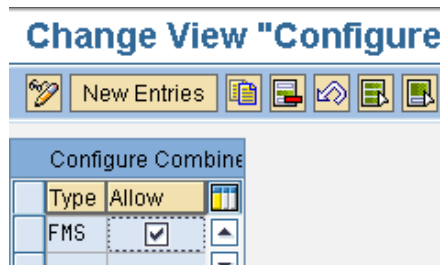 Change View "Configure
New Entries
Configure Combine
Type Allow
FMS